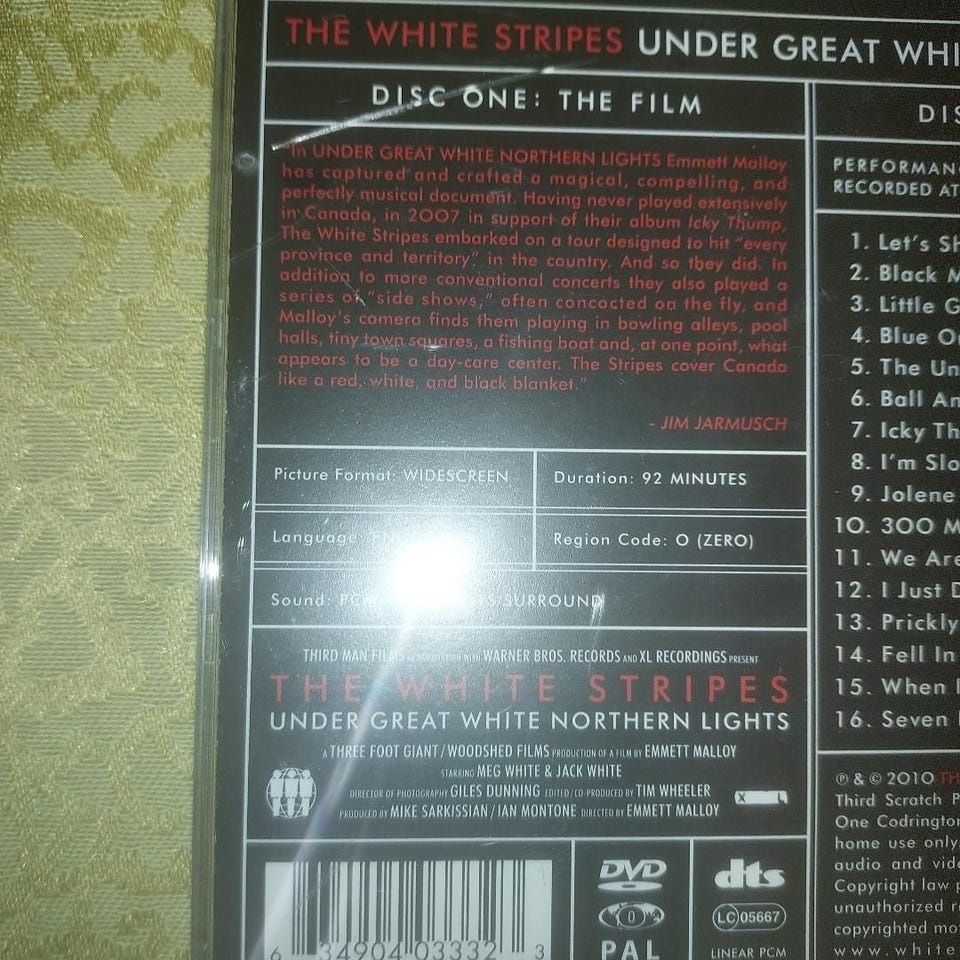 THE WHITE STRIPES UNDER GREAT WHI
DISC ONE: THE FILM
"In UNDER GREAT WHITE NORTHERN LIGHTS Emmett Malloy
has captured and crafted a magical, compelling, and
perfectly musical document. Having never played extensively
in Canada, in 2007 in support of their album Icky Thump,
The White Stripes embarked on a tour designed to hit "every
province and territory" in the country. And so they did. In
addition to more conventional concerts they also played a
series of "side shows," often concocted on the fly, and
Malloy's camera finds them playing in bowling alleys, pool
halls, tiny town squares, a fishing boat and, at one point, what
appears to be a day-care center. The Stripes cover Canada
like a red, white, and black blanket."
- JIM JARMUSCH
Picture Format: WIDESCREEN
Duration: 92 MINUTES
Language:
Region Code: O (ZERO)
Sound: SURROUND
THIRD MAN FILMS IN ASSOCIATION WITH WARNER BROS. RECORDS AND XL RECORDINGS PRESENT
THE WHITE STRIPES
UNDER GREAT WHITE NORTHERN LIGHTS
A THREE FOOT GIANT / WOODSHED FILMS PRODUCTION OF A FILM BY EMMETT MALLOY
STARRING MEG WHITE & JACK WHITE
DIRECTOR OF PHOTOGRAPHY GILES DUNNING EDITED / CO-PRODUCED BY TIM WHEELER
PRODUCED BY MIKE SARKISSIAN / IAN MONTONE DIRECTED BY EMMETT MALLOY
X L
6 34904 03332 3
DVD
0
PAL
dts
LC 05667
LINEAR PCM
DIS
PERFORMAN
RECORDED AT
1. Let's Sh
2. Black M
3. Little G
4. Blue O
5. The Un
6. Ball An
7. Icky Th
8. I'm Slo
9. Jolene
10. 300 M
11. We Are
12. I Just D
13. Prickly
14. Fell In
15. When
16. Seven
℗ & © 2010 TH
Third Scratch P
One Codrington
home use only.
audio and vide
Copyright law p
unauthorized r
copyrighted mo
www.white